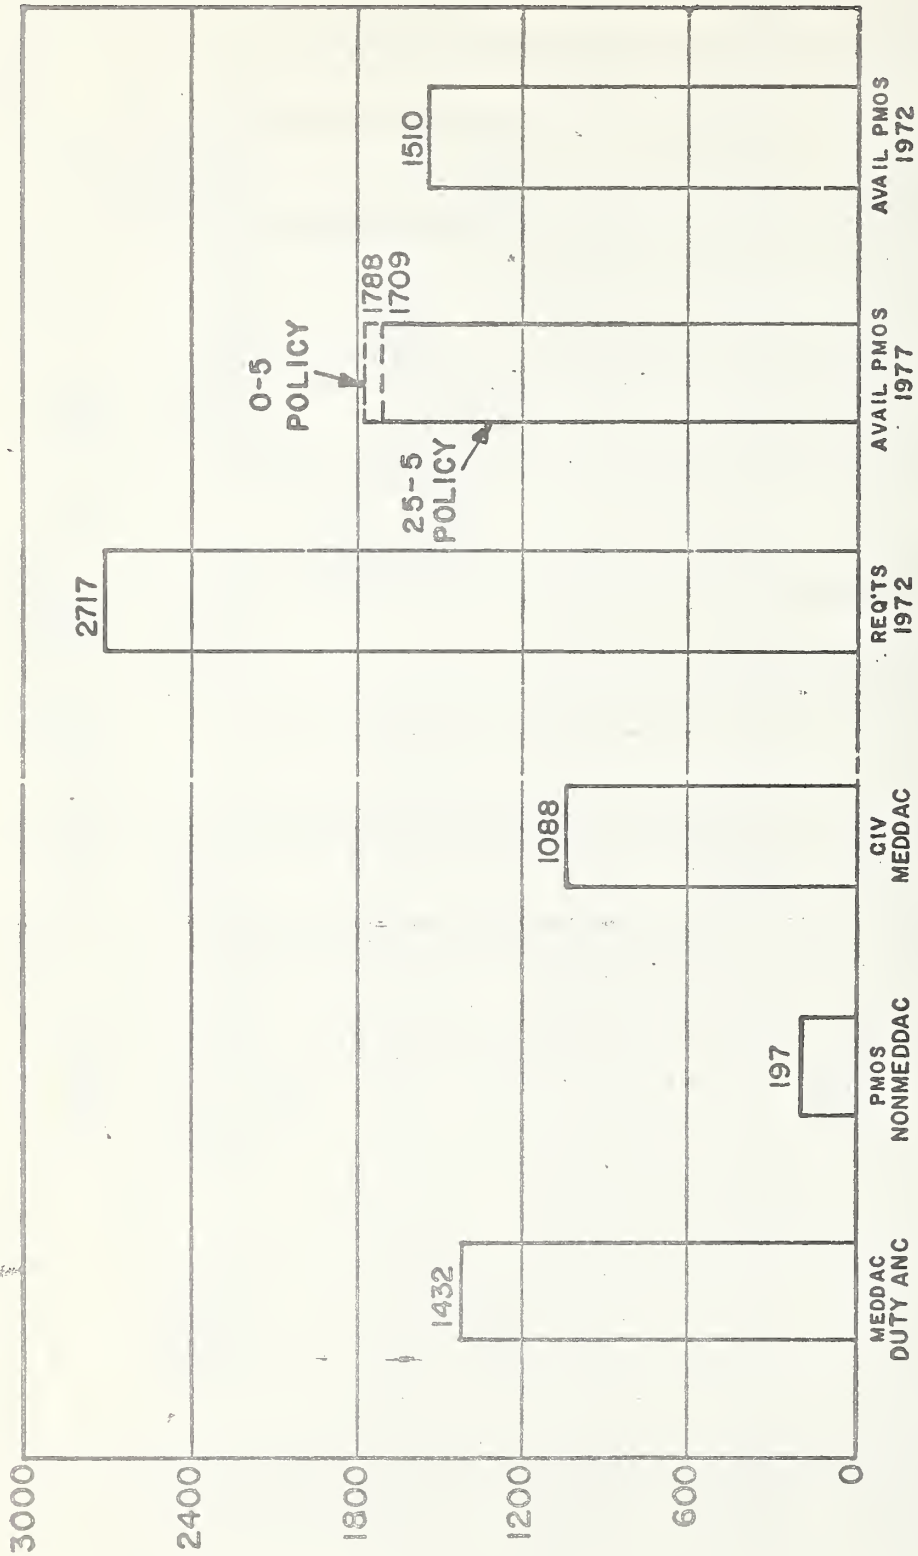 3000
2400
1800
1200
600
0
1432
197
1088
2717
0-5
POLICY
25-5
POLICY
1788
1709
1510
MEDDAC
DUTY ANC
PMOS
NONMEDDAC
CIV
MEDDAC
REQ'TS
1972
AVAIL PMOS
1977
AVAIL PMOS
1972